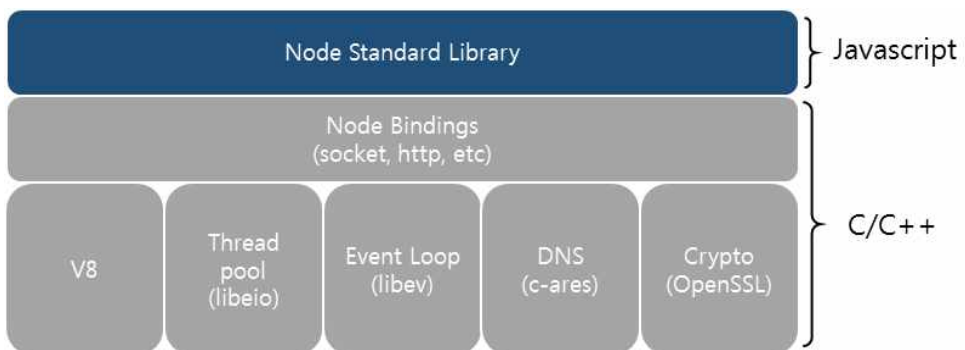 Node Standard Library
Javascript
Node Bindings
(socket, http, etc)
C/C++
V8
Thread
pool
(libeio)
Event Loop
(libev)
DNS
(c-ares)
Crypto
(OpenSSL)